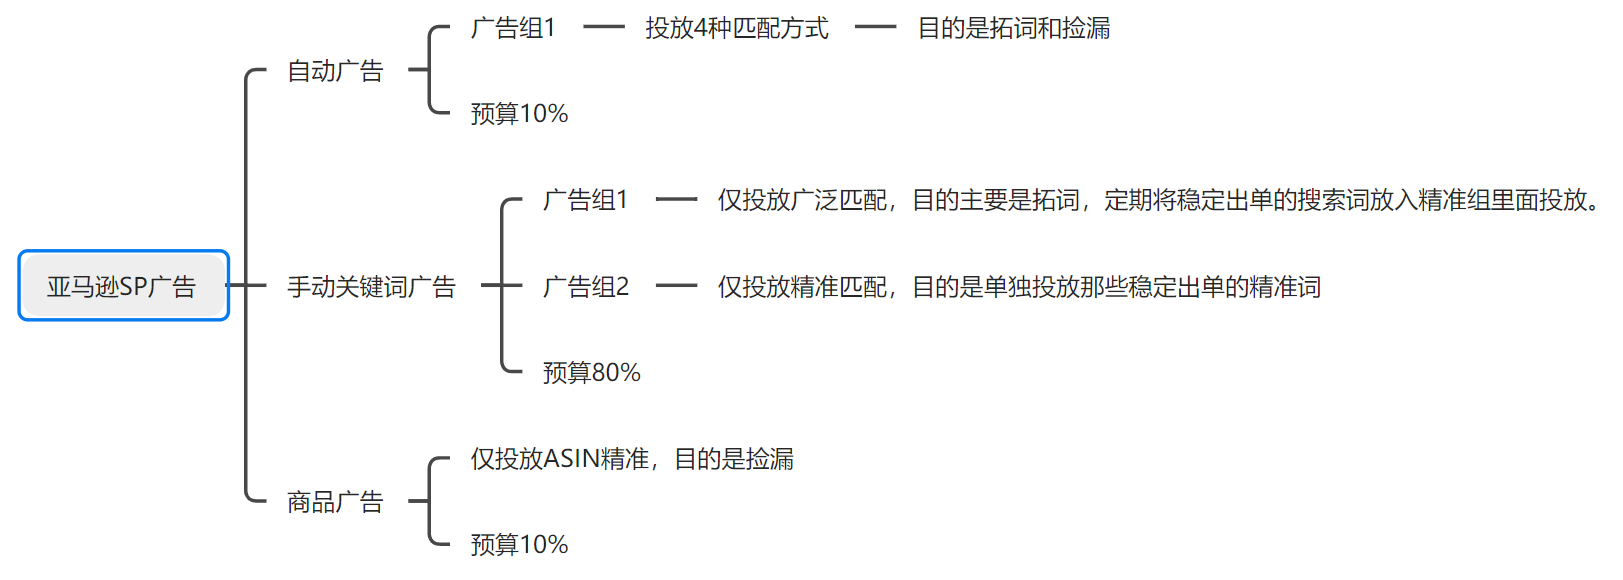 亚马逊SP广告
自动广告
广告组1
投放4种匹配方式
目的是拓词和捡漏
预算10%
手动关键词广告
广告组1
仅投放广泛匹配，目的主要是拓词，定期将稳定出单的搜索词放入精准组里面投放。
广告组2
仅投放精准匹配，目的是单独投放那些稳定出单的精准词
预算80%
商品广告
仅投放ASIN精准，目的是捡漏
预算10%